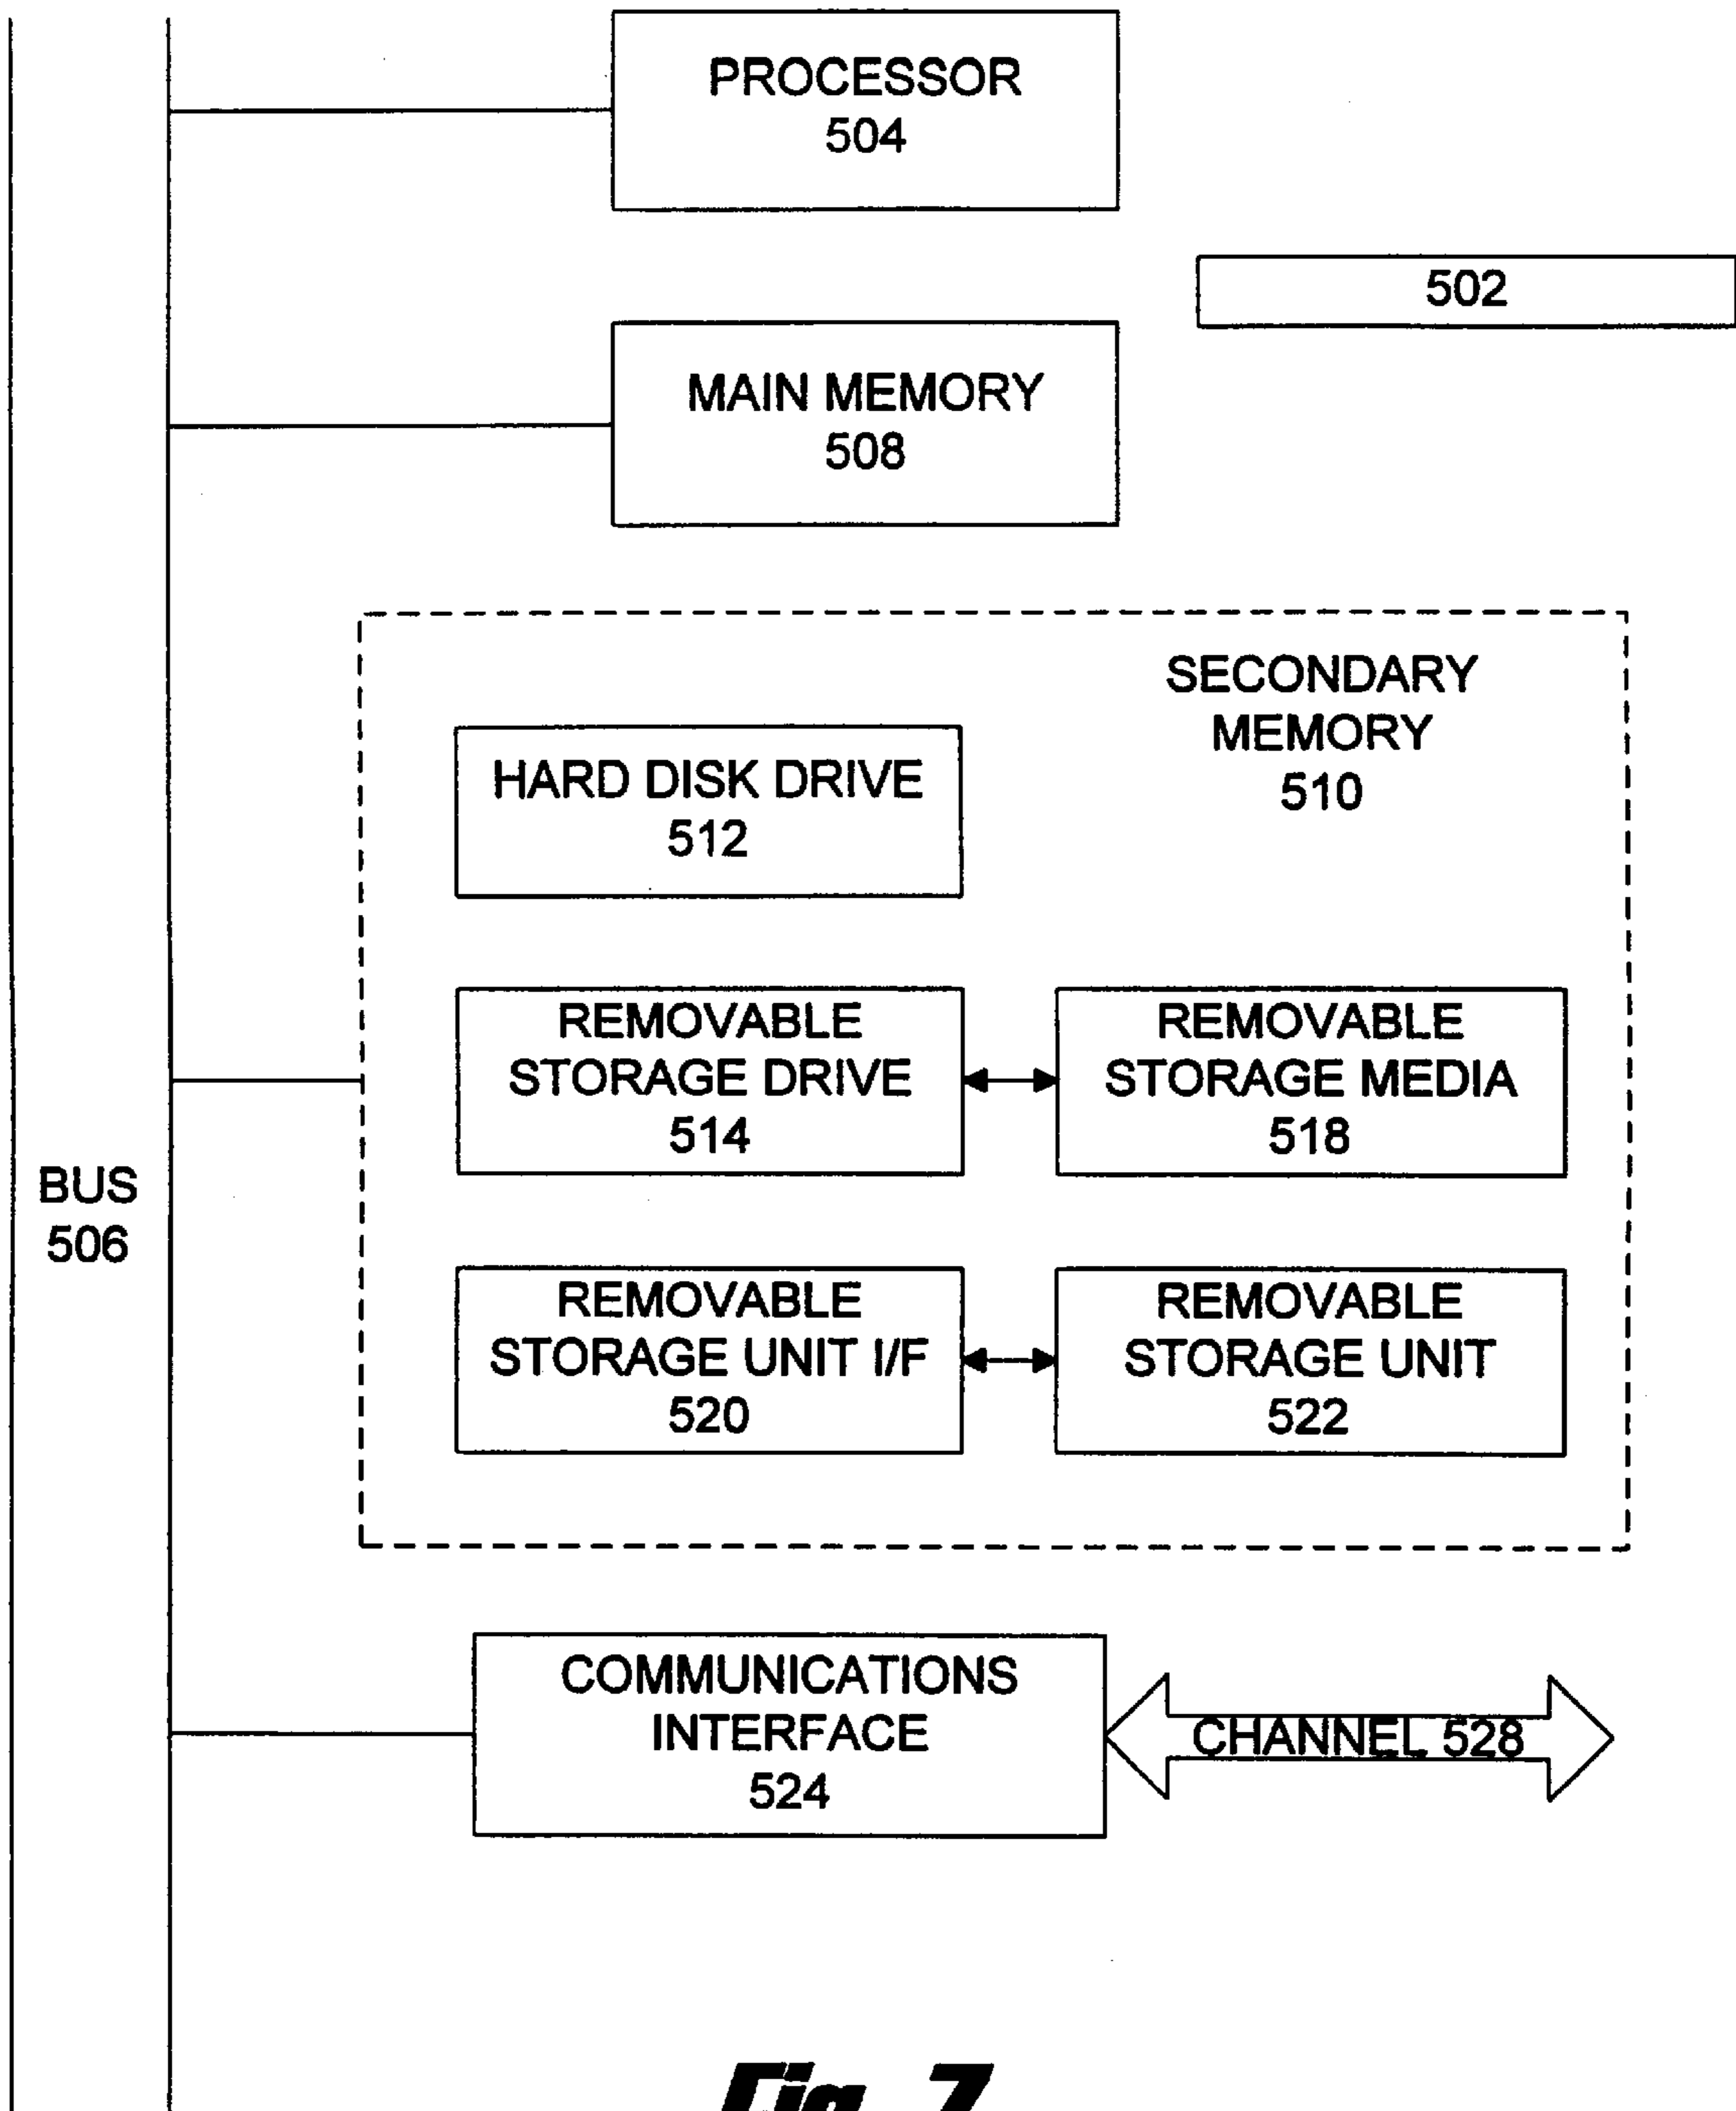 PROCESSOR
504
502
MAIN MEMORY
508
SECONDARY
MEMORY
510
HARD DISK DRIVE
512
REMOVABLE
STORAGE DRIVE
514
REMOVABLE
STORAGE MEDIA
518
BUS
506
REMOVABLE
STORAGE UNIT I/F
520
REMOVABLE
STORAGE UNIT
522
COMMUNICATIONS
INTERFACE
524
CHANNEL 528
Fig. 7